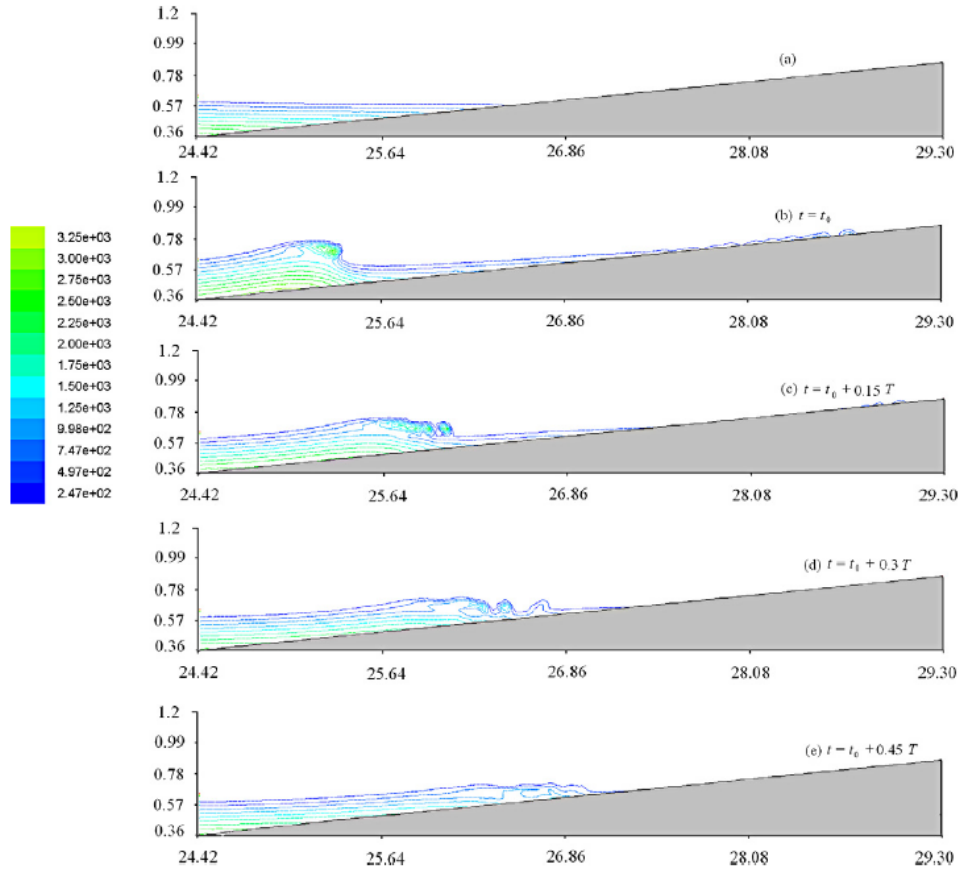 1.2
0.99
0.78
0.57
0.36
(a)
24.42 25.64 26.86 28.08 29.30
1.2
0.99
0.78
0.57
0.36
(b) t = t₀
24.42 25.64 26.86 28.08 29.30
3.25e+03
3.00e+03
2.75e+03
2.50e+03
2.25e+03
2.00e+03
1.75e+03
1.50e+03
1.25e+03
9.98e+02
7.47e+02
4.97e+02
2.47e+02
1.2
0.99
0.78
0.57
0.36
(c) t = t₀ + 0.15 T
24.42 25.64 26.86 28.08 29.30
1.2
0.99
0.78
0.57
0.36
(d) t = t₀ + 0.3 T
24.42 25.64 26.86 28.08 29.30
1.2
0.99
0.78
0.57
0.36
(e) t = t₀ + 0.45 T
24.42 25.64 26.86 28.08 29.30